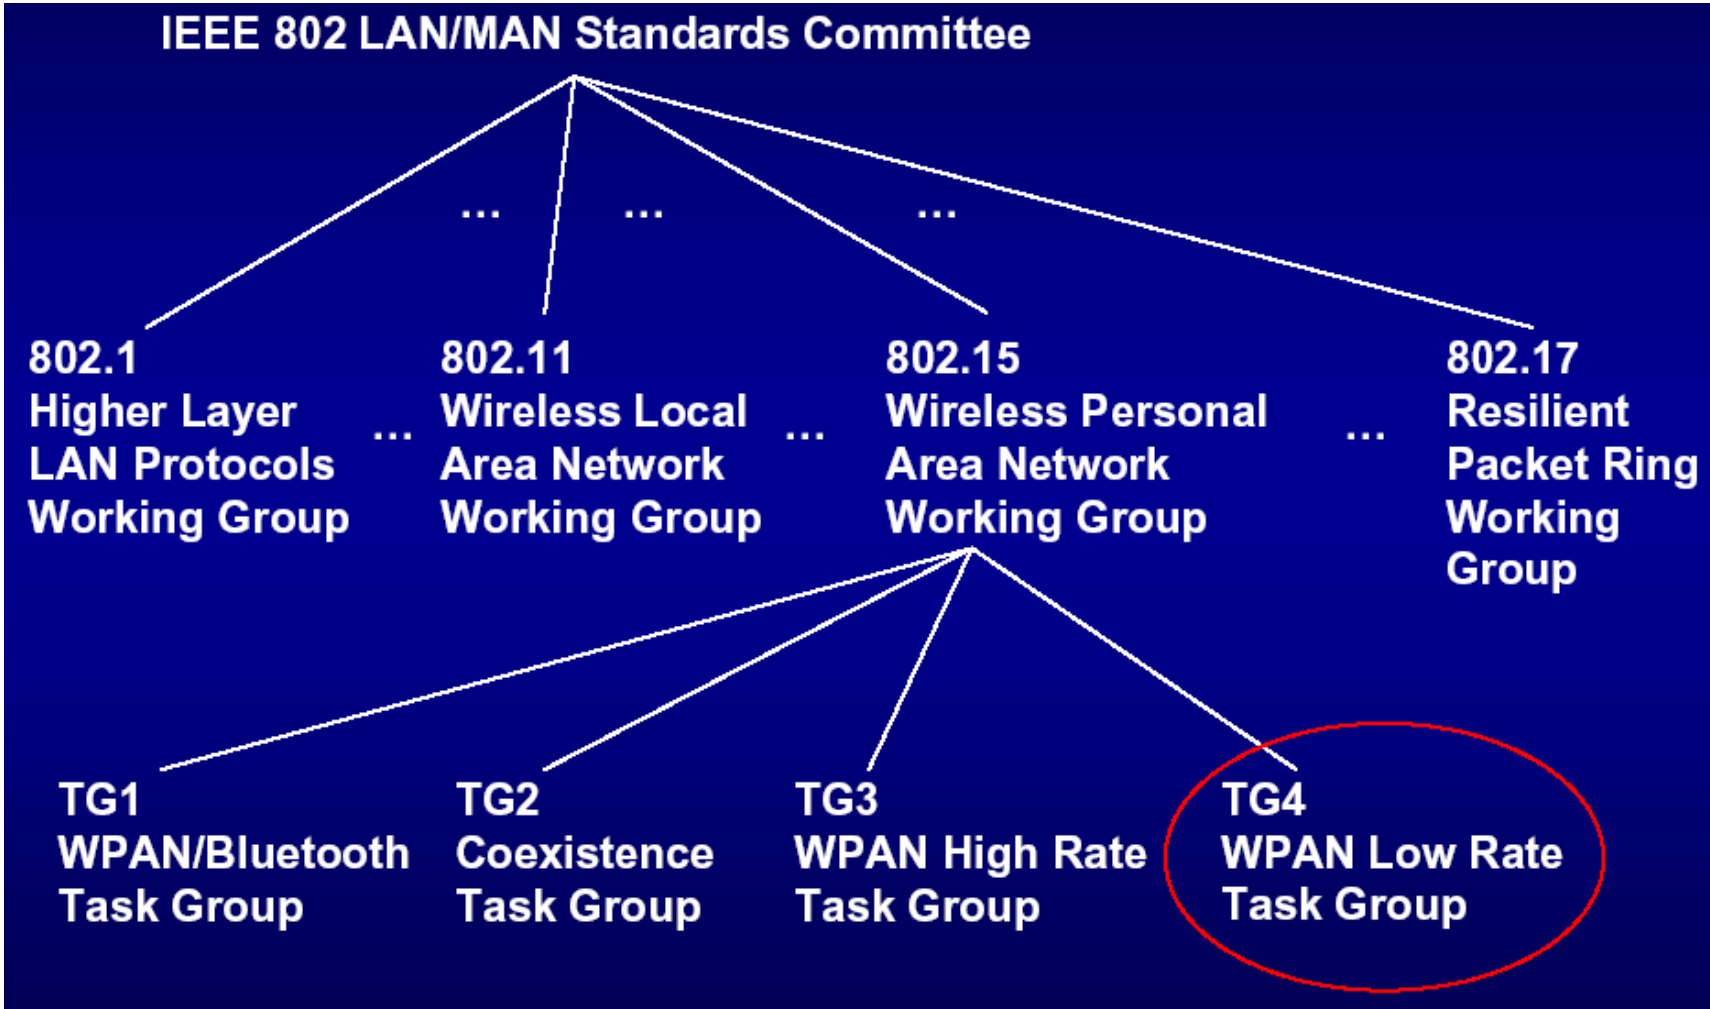 IEEE 802 LAN/MAN Standards Committee
... ... ...
802.1
Higher Layer
LAN Protocols
Working Group
...
802.11
Wireless Local
Area Network
Working Group
...
802.15
Wireless Personal
Area Network
Working Group
...
802.17
Resilient
Packet Ring
Working
Group
TG1
WPAN/Bluetooth
Task Group
TG2
Coexistence
Task Group
TG3
WPAN High Rate
Task Group
TG4
WPAN Low Rate
Task Group